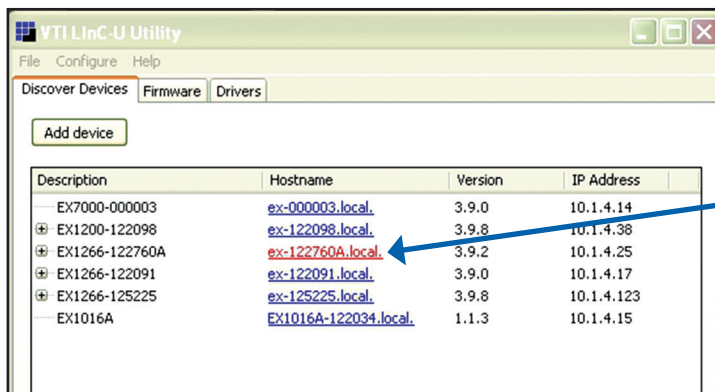 VTI LInC-U Utility
File Configure Help
Discover Devices Firmware Drivers
Add device
Description Hostname Version IP Address
EX7000-000003 ex-000003.local. 3.9.0 10.1.4.14
EX1200-122098 ex-122098.local. 3.9.8 10.1.4.38
EX1266-122760A ex-122760A.local. 3.9.2 10.1.4.25
EX1266-122091 ex-122091.local. 3.9.0 10.1.4.17
EX1266-125225 ex-125225.local. 3.9.8 10.1.4.123
EX1016A EX1016A-122034.local. 1.1.3 10.1.4.15